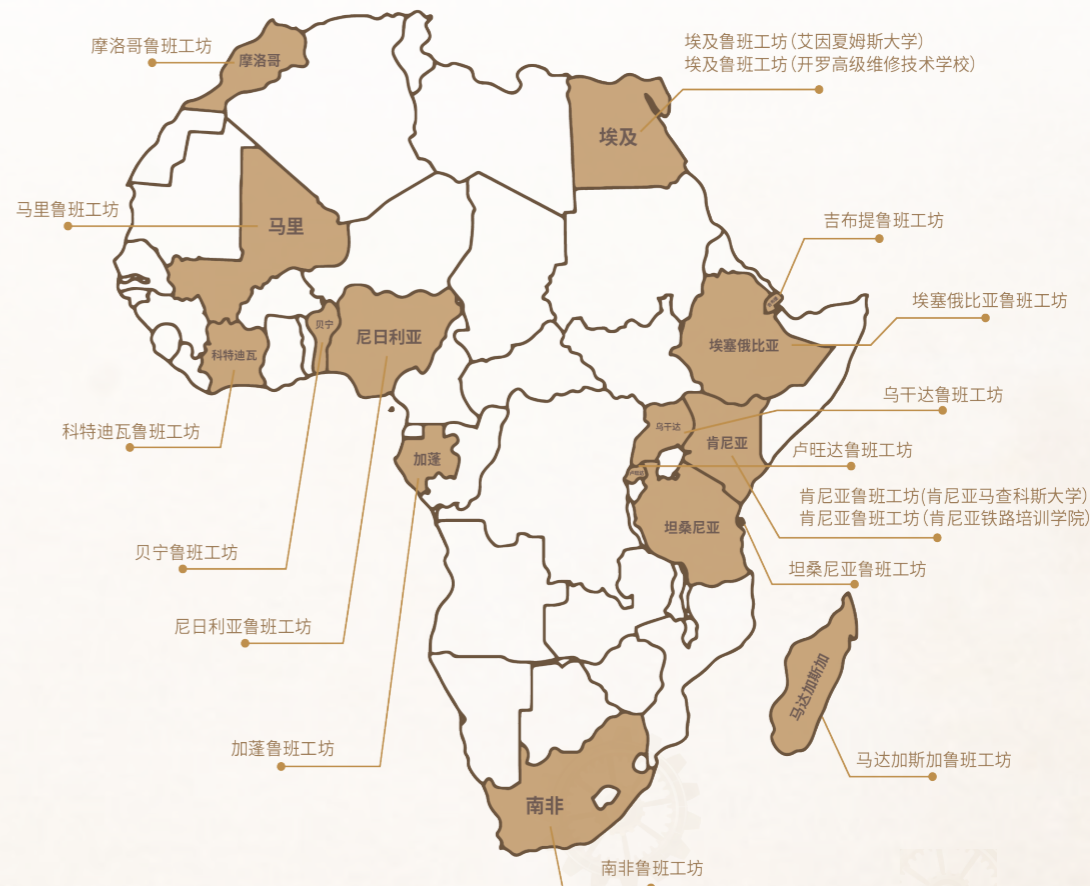 摩洛哥鲁班工坊
摩洛哥
埃及鲁班工坊(艾因夏姆斯大学)
埃及鲁班工坊(开罗高级维修技术学校)
埃及
马里鲁班工坊
马里
吉布提鲁班工坊
埃塞俄比亚鲁班工坊
贝宁
尼日利亚
埃塞俄比亚
科特迪瓦
乌干达鲁班工坊
科特迪瓦鲁班工坊
乌干达
肯尼亚
卢旺达鲁班工坊
加蓬
肯尼亚鲁班工坊(肯尼亚马查科斯大学)
肯尼亚鲁班工坊(肯尼亚铁路培训学院)
坦桑尼亚
贝宁鲁班工坊
坦桑尼亚鲁班工坊
尼日利亚鲁班工坊
马达加斯加
加蓬鲁班工坊
马达加斯加鲁班工坊
南非
南非鲁班工坊